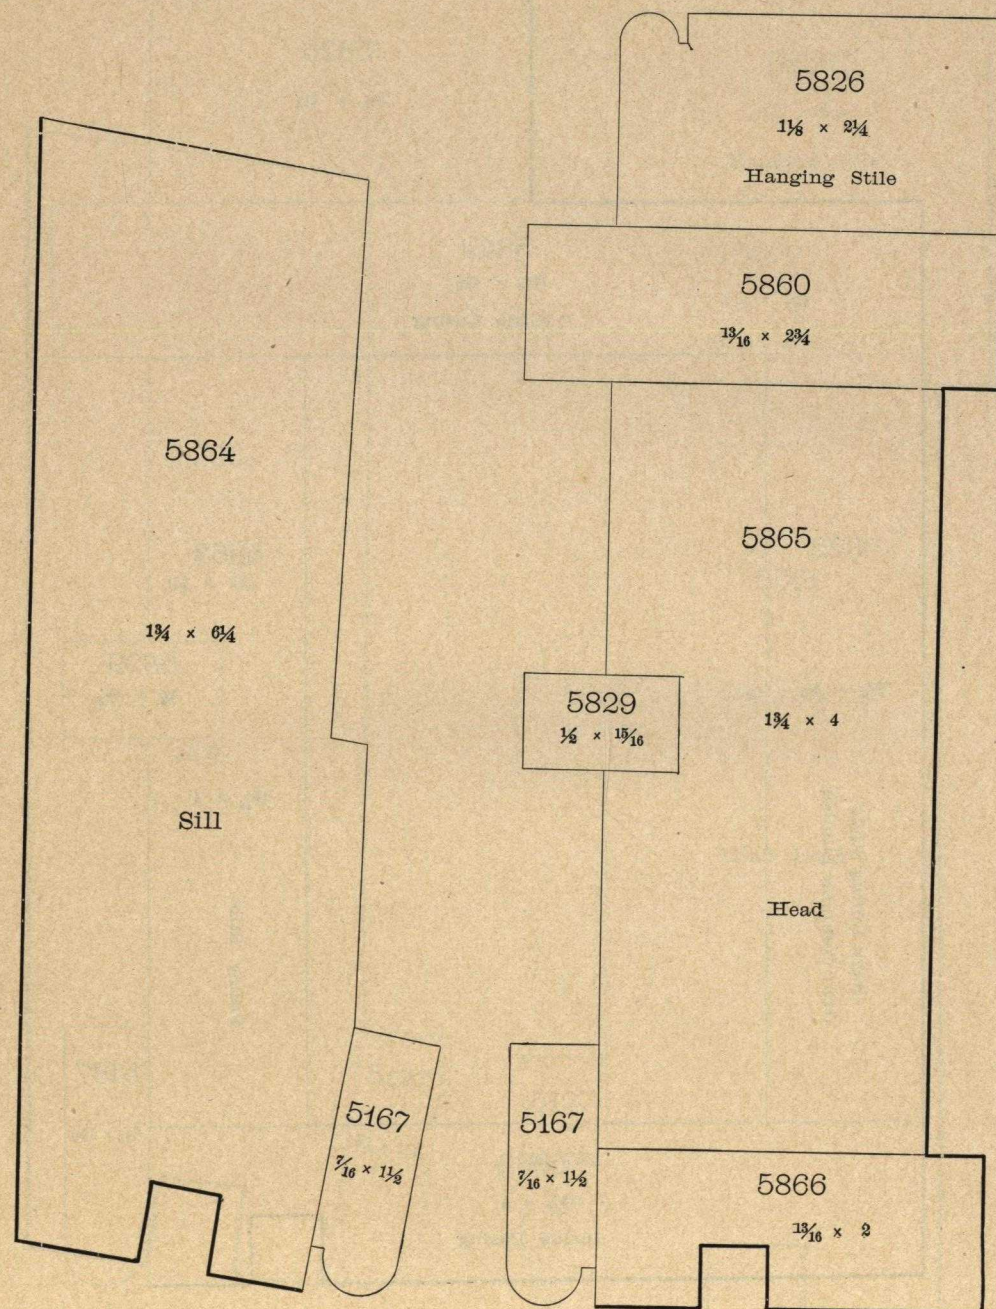 5826
1⅛ × 2¼
Hanging Stile
5860
13/16 × 2¾
5864
1¾ × 6¼
Sill
5865
1¾ × 4
Head
5829
½ × 15/16
5167
7/16 × 1½
5167
7/16 × 1½
5866
13/16 × 2